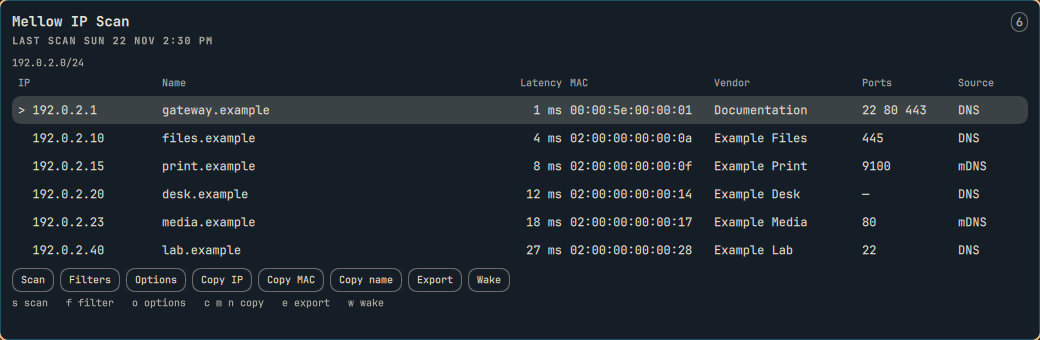 Mellow IP Scan 6
LAST SCAN SUN 22 NOV 2:30 PM
192.0.2.0/24
IP Name Latency MAC Vendor Ports Source
> 192.0.2.1 gateway.example 1 ms 00:00:5e:00:00:01 Documentation 22 80 443 DNS
192.0.2.10 files.example 4 ms 02:00:00:00:00:0a Example Files 445 DNS
192.0.2.15 print.example 8 ms 02:00:00:00:00:0f Example Print 9100 mDNS
192.0.2.20 desk.example 12 ms 02:00:00:00:00:14 Example Desk — DNS
192.0.2.23 media.example 18 ms 02:00:00:00:00:17 Example Media 80 mDNS
192.0.2.40 lab.example 27 ms 02:00:00:00:00:28 Example Lab 22 DNS
Scan Filters Options Copy IP Copy MAC Copy name Export Wake
s scan f filter o options c m n copy e export w wake